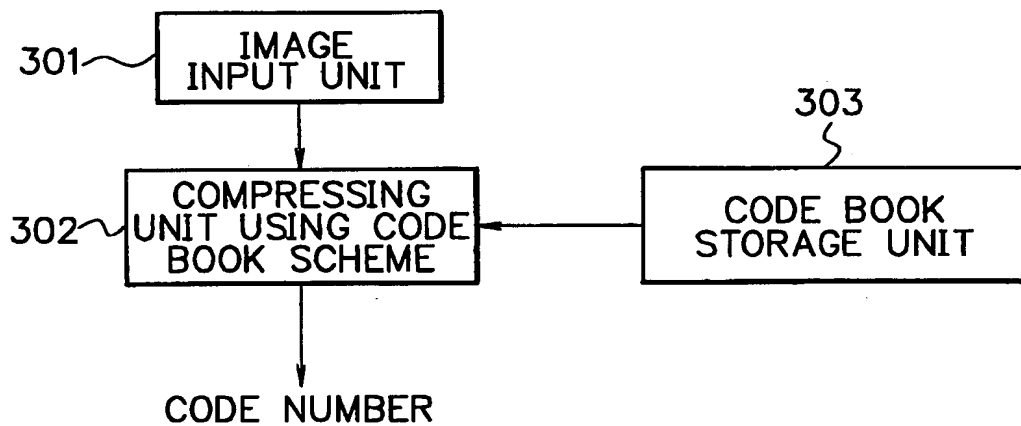 301
IMAGE
INPUT UNIT
303
302
COMPRESSING
UNIT USING CODE
BOOK SCHEME
CODE BOOK
STORAGE UNIT
CODE NUMBER